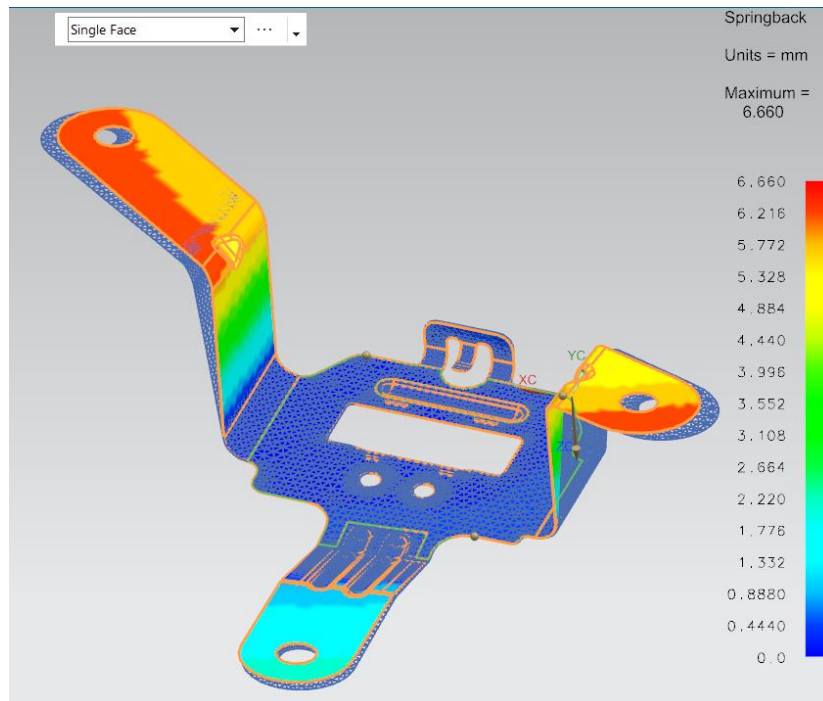 Single Face
...
Springback
Units = mm
Maximum =
6.660
6.660
6.216
5.772
5.328
4.884
4.440
3.996
3.552
3.108
2.664
2.220
1.776
1.332
0.8880
0.4440
0.0
YC
XC
ZC